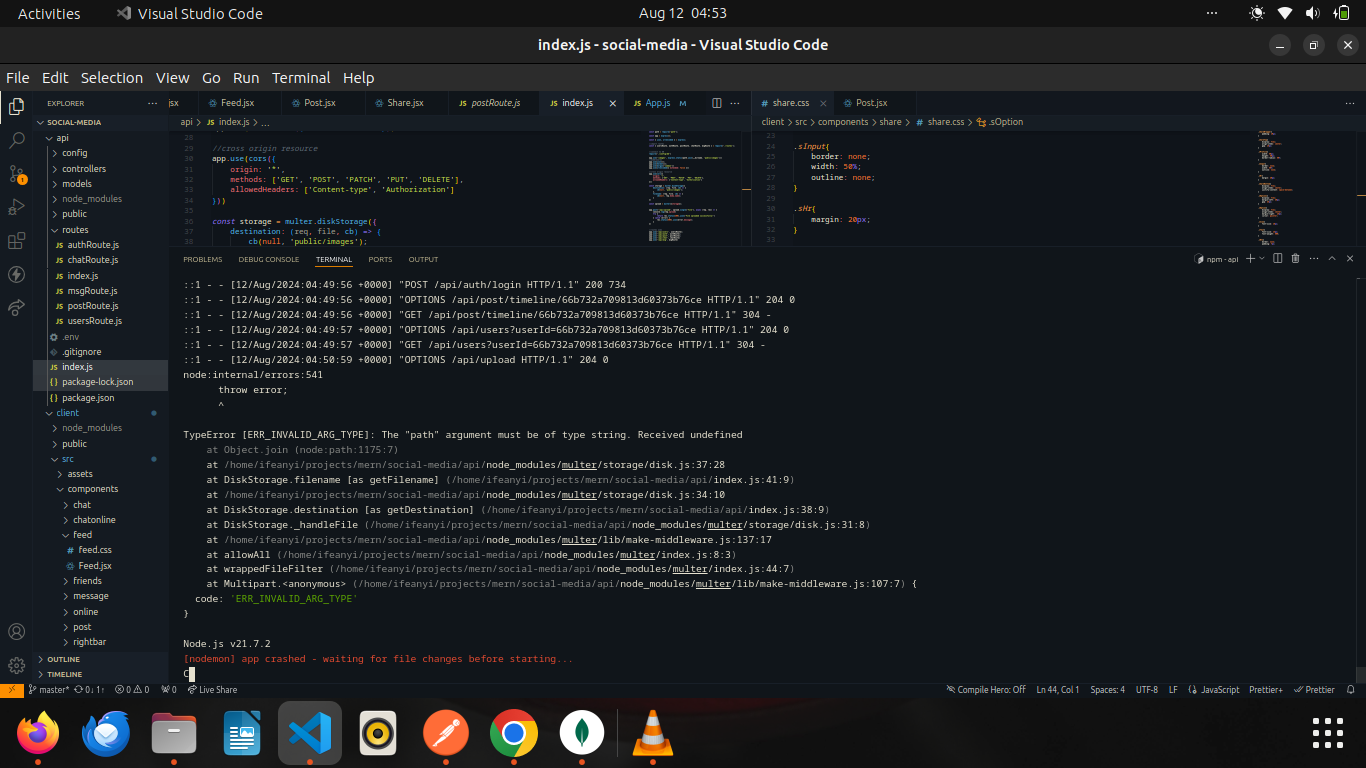 Activities Visual Studio Code Aug 12 04:53
index.js - social-media - Visual Studio Code
File Edit Selection View Go Run Terminal Help
EXPLORER
SOCIAL-MEDIA
api
config
controllers
models
node_modules
public
routes
JS authRoute.js
JS chatRoute.js
JS index.js
JS msgRoute.js
JS postRoute.js
JS usersRoute.js
.env
.gitignore
JS index.js
{} package-lock.json
{} package.json
client
node_modules
public
src
assets
components
chat
chatonline
feed
# feed.css
Feed.jsx
friends
message
online
post
rightbar
OUTLINE
TIMELINE
jsx Feed.jsx Post.jsx Share.jsx JS postRoute.js JS index.js JS App.js M
api > JS index.js > ...
28
29 //cross origin resource
30 app.use(cors({
31 origin: '*',
32 methods: ['GET', 'POST', 'PATCH', 'PUT', 'DELETE'],
33 allowedHeaders: ['Content-type', 'Authorization']
34 }))
35
36 const storage = multer.diskStorage({
37 destination: (req, file, cb) => {
38 cb(null, 'public/images');
# share.css Post.jsx
client > src > components > share > # share.css > .sOption
23
24 .sInput{
25 border: none;
26 width: 50%;
27 outline: none;
28 }
29
30 .sHr{
31 margin: 20px;
32 }
33
PROBLEMS DEBUG CONSOLE TERMINAL PORTS OUTPUT npm - api
::1 - - [12/Aug/2024:04:49:56 +0000] "POST /api/auth/login HTTP/1.1" 200 734
::1 - - [12/Aug/2024:04:49:56 +0000] "OPTIONS /api/post/timeline/66b732a709813d60373b76ce HTTP/1.1" 204 0
::1 - - [12/Aug/2024:04:49:56 +0000] "GET /api/post/timeline/66b732a709813d60373b76ce HTTP/1.1" 304 -
::1 - - [12/Aug/2024:04:49:57 +0000] "OPTIONS /api/users?userId=66b732a709813d60373b76ce HTTP/1.1" 204 0
::1 - - [12/Aug/2024:04:49:57 +0000] "GET /api/users?userId=66b732a709813d60373b76ce HTTP/1.1" 304 -
::1 - - [12/Aug/2024:04:50:59 +0000] "OPTIONS /api/upload HTTP/1.1" 204 0
node:internal/errors:541
throw error;
^
TypeError [ERR_INVALID_ARG_TYPE]: The "path" argument must be of type string. Received undefined
at Object.join (node:path:1175:7)
at /home/ifeanyi/projects/mern/social-media/api/node_modules/multer/storage/disk.js:37:28
at DiskStorage.filename [as getFilename] (/home/ifeanyi/projects/mern/social-media/api/index.js:41:9)
at /home/ifeanyi/projects/mern/social-media/api/node_modules/multer/storage/disk.js:34:10
at DiskStorage.destination [as getDestination] (/home/ifeanyi/projects/mern/social-media/api/index.js:38:9)
at DiskStorage._handleFile (/home/ifeanyi/projects/mern/social-media/api/node_modules/multer/storage/disk.js:31:8)
at /home/ifeanyi/projects/mern/social-media/api/node_modules/multer/lib/make-middleware.js:137:17
at allowAll (/home/ifeanyi/projects/mern/social-media/api/node_modules/multer/index.js:8:3)
at wrappedFileFilter (/home/ifeanyi/projects/mern/social-media/api/node_modules/multer/index.js:44:7)
at Multipart.<anonymous> (/home/ifeanyi/projects/mern/social-media/api/node_modules/multer/lib/make-middleware.js:107:7) {
code: 'ERR_INVALID_ARG_TYPE'
}
Node.js v21.7.2
[nodemon] app crashed - waiting for file changes before starting...
master* 0↓ 1↑ 0 0 0 Live Share Compile Hero: Off Ln 44, Col 1 Spaces: 4 UTF-8 LF {} JavaScript Prettier+ Prettier